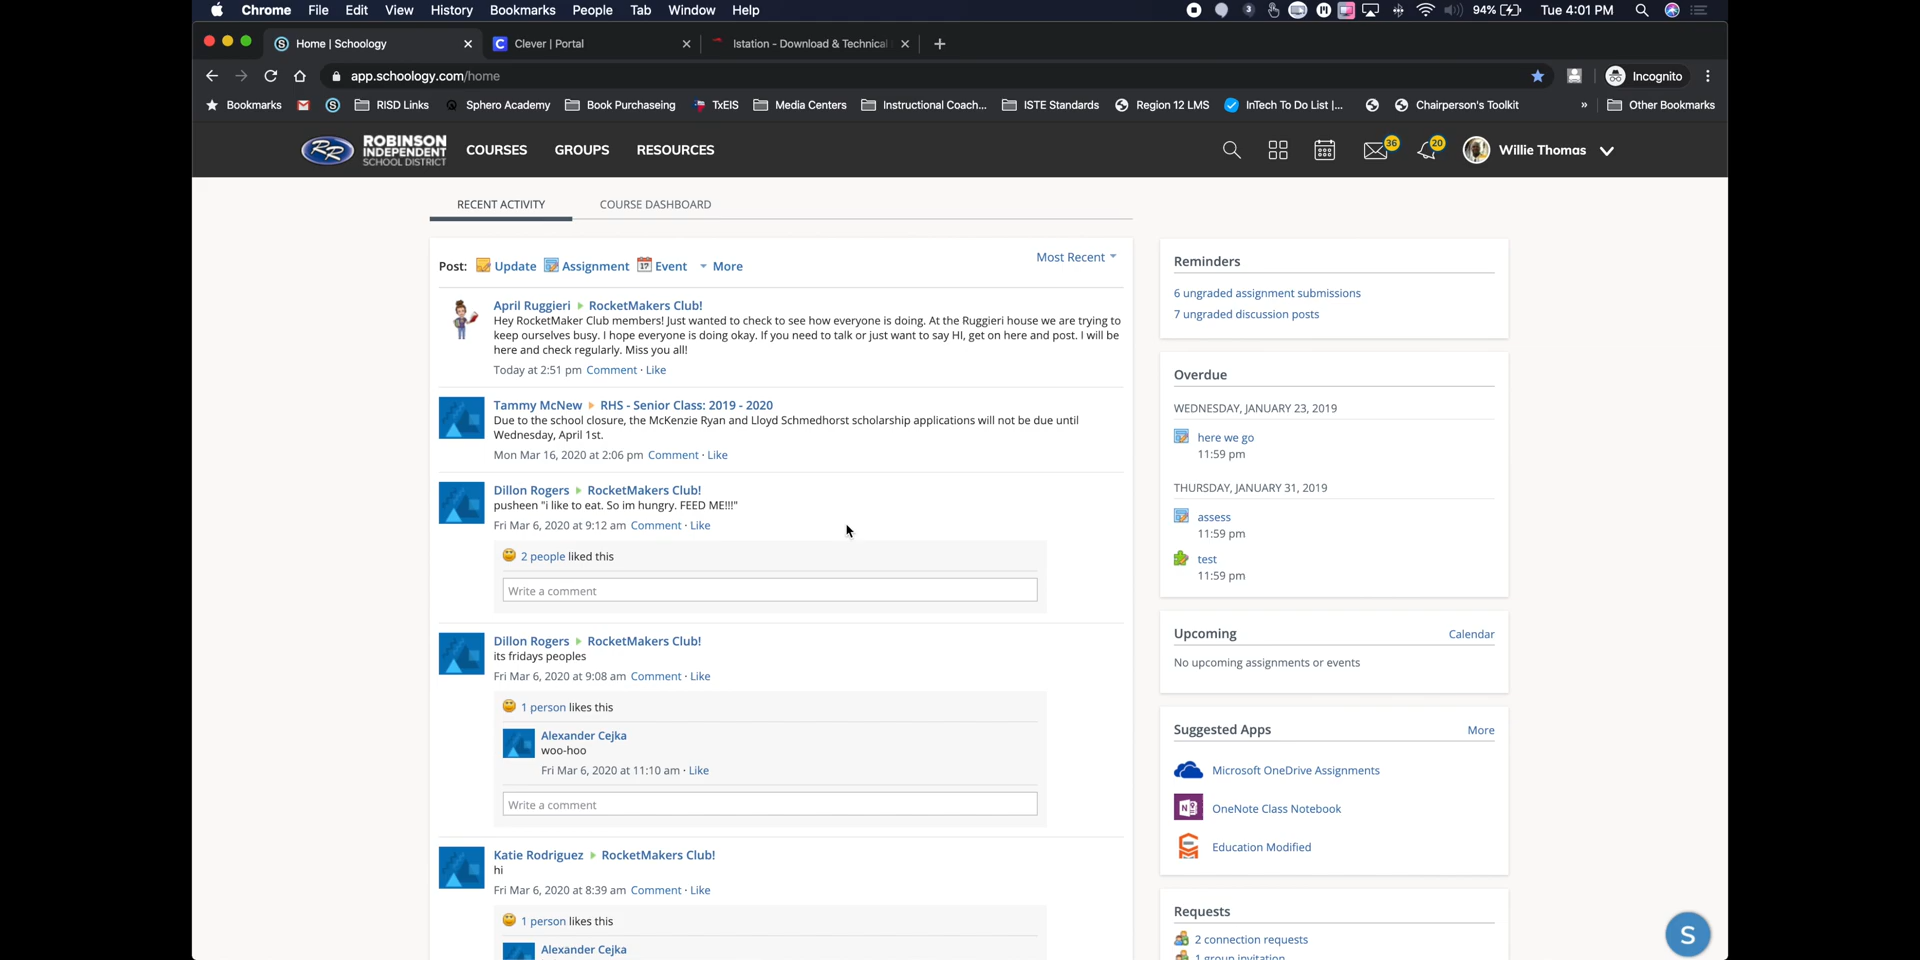 Chrome File Edit View History Bookmarks People Tab Window Help
3 94% Tue 4:01 PM
Home | Schoology
Clever | Portal
Istation - Download & Technical
app.schoology.com/home
Incognito
Bookmarks RISD Links Sphero Academy Book Purchaseing TxEIS Media Centers Instructional Coach... ISTE Standards Region 12 LMS InTech To Do List |... Chairperson's Toolkit » Other Bookmarks
RR
ROBINSON
INDEPENDENT
SCHOOL DISTRICT
COURSES GROUPS RESOURCES
36 20 Willie Thomas
RECENT ACTIVITY COURSE DASHBOARD
Post: Update Assignment Event More
Most Recent
April Ruggieri RocketMakers Club!
Hey RocketMaker Club members! Just wanted to check to see how everyone is doing. At the Ruggieri house we are trying to
keep ourselves busy. I hope everyone is doing okay. If you need to talk or just want to say HI, get on here and post. I will be
here and check regularly. Miss you all!
Today at 2:51 pm Comment · Like
Tammy McNew RHS - Senior Class: 2019 - 2020
Due to the school closure, the McKenzie Ryan and Lloyd Schmedhorst scholarship applications will not be due until
Wednesday, April 1st.
Mon Mar 16, 2020 at 2:06 pm Comment · Like
Dillon Rogers RocketMakers Club!
pusheen "i like to eat. So im hungry. FEED ME!!!"
Fri Mar 6, 2020 at 9:12 am Comment · Like
2 people liked this
Write a comment
Dillon Rogers RocketMakers Club!
its fridays peoples
Fri Mar 6, 2020 at 9:08 am Comment · Like
1 person likes this
Alexander Cejka
woo-hoo
Fri Mar 6, 2020 at 11:10 am · Like
Write a comment
Katie Rodriguez RocketMakers Club!
hi
Fri Mar 6, 2020 at 8:39 am Comment · Like
1 person likes this
Alexander Cejka
Reminders
6 ungraded assignment submissions
7 ungraded discussion posts
Overdue
WEDNESDAY, JANUARY 23, 2019
here we go
11:59 pm
THURSDAY, JANUARY 31, 2019
assess
11:59 pm
test
11:59 pm
Upcoming Calendar
No upcoming assignments or events
Suggested Apps More
Microsoft OneDrive Assignments
OneNote Class Notebook
Education Modified
Requests
2 connection requests
1 group invitation
S